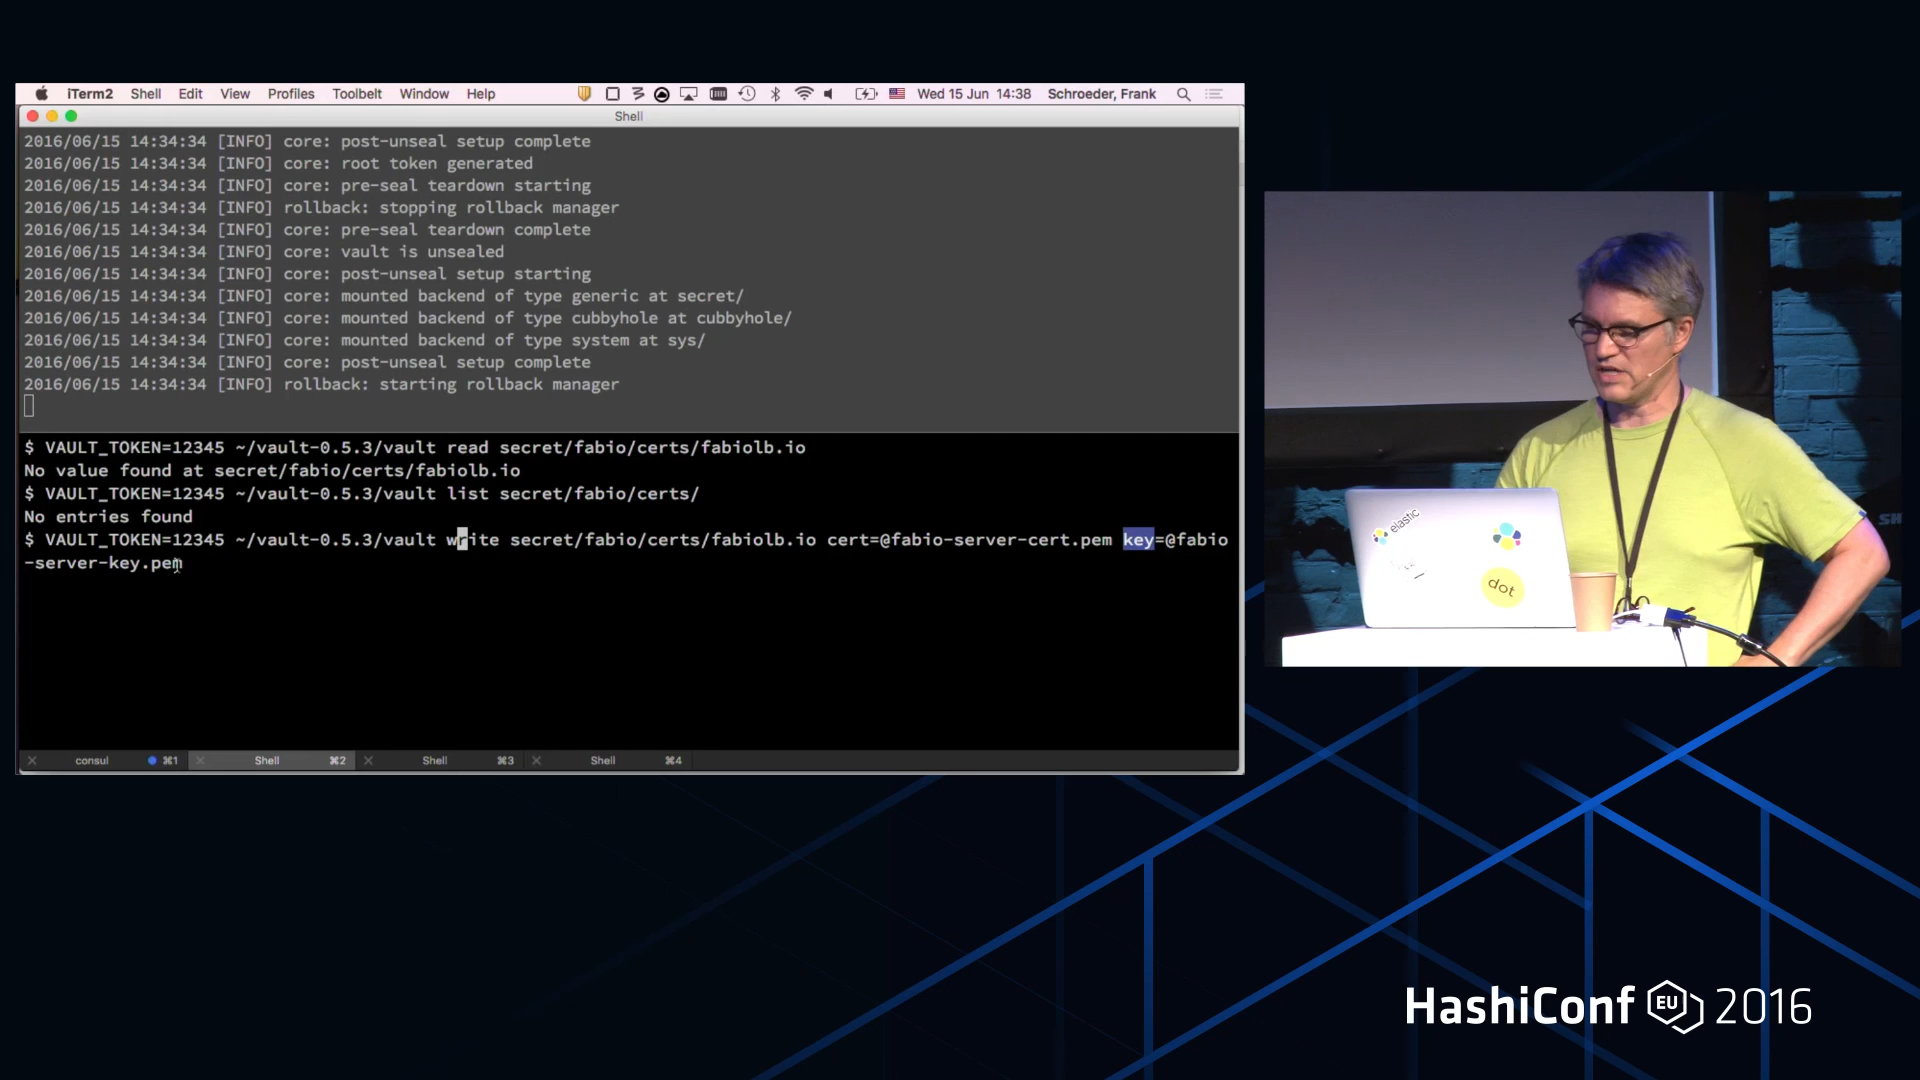 iTerm2 Shell Edit View Profiles Toolbelt Window Help Wed 15 Jun 14:38 Schroeder, Frank
Shell
2016/06/15 14:34:34 [INFO] core: post-unseal setup complete
2016/06/15 14:34:34 [INFO] core: root token generated
2016/06/15 14:34:34 [INFO] core: pre-seal teardown starting
2016/06/15 14:34:34 [INFO] rollback: stopping rollback manager
2016/06/15 14:34:34 [INFO] core: pre-seal teardown complete
2016/06/15 14:34:34 [INFO] core: vault is unsealed
2016/06/15 14:34:34 [INFO] core: post-unseal setup starting
2016/06/15 14:34:34 [INFO] core: mounted backend of type generic at secret/
2016/06/15 14:34:34 [INFO] core: mounted backend of type cubbyhole at cubbyhole/
2016/06/15 14:34:34 [INFO] core: mounted backend of type system at sys/
2016/06/15 14:34:34 [INFO] core: post-unseal setup complete
2016/06/15 14:34:34 [INFO] rollback: starting rollback manager
$ VAULT_TOKEN=12345 ~/vault-0.5.3/vault read secret/fabio/certs/fabiolb.io
No value found at secret/fabio/certs/fabiolb.io
$ VAULT_TOKEN=12345 ~/vault-0.5.3/vault list secret/fabio/certs/
No entries found
$ VAULT_TOKEN=12345 ~/vault-0.5.3/vault write secret/fabio/certs/fabiolb.io cert=@fabio-server-cert.pem key=@fabio
-server-key.pem
consul ⌘1 Shell ⌘2 Shell ⌘3 Shell ⌘4
elastic
dot
HashiConf EU 2016